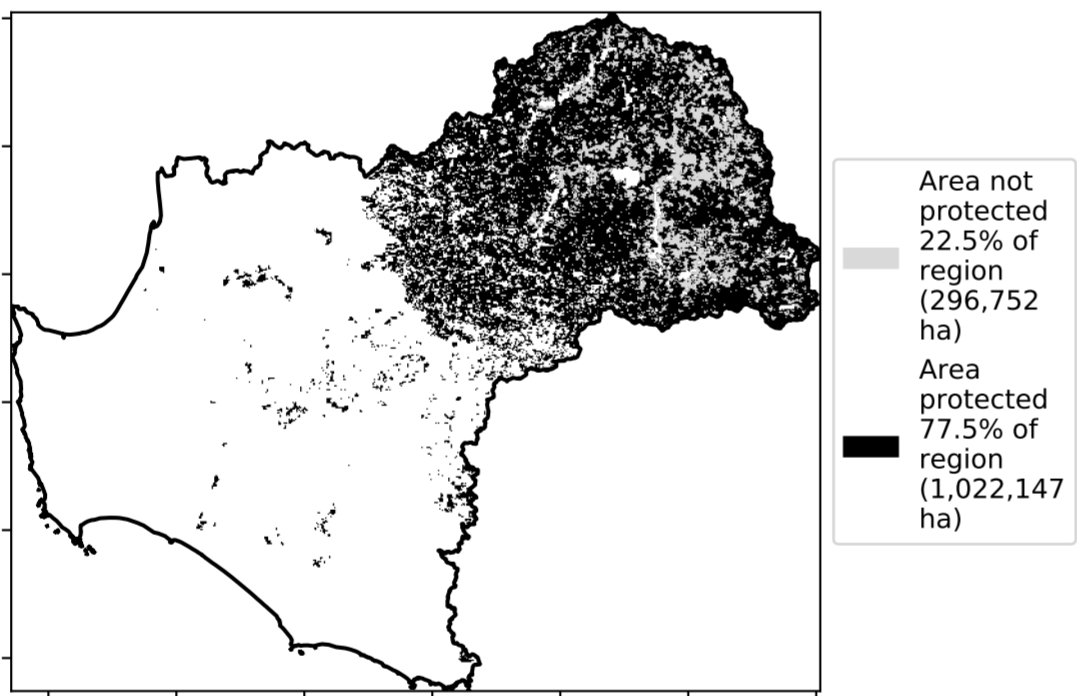 Area not
protected
22.5% of
region
(296,752
ha)
Area
protected
77.5% of
region
(1,022,147
ha)